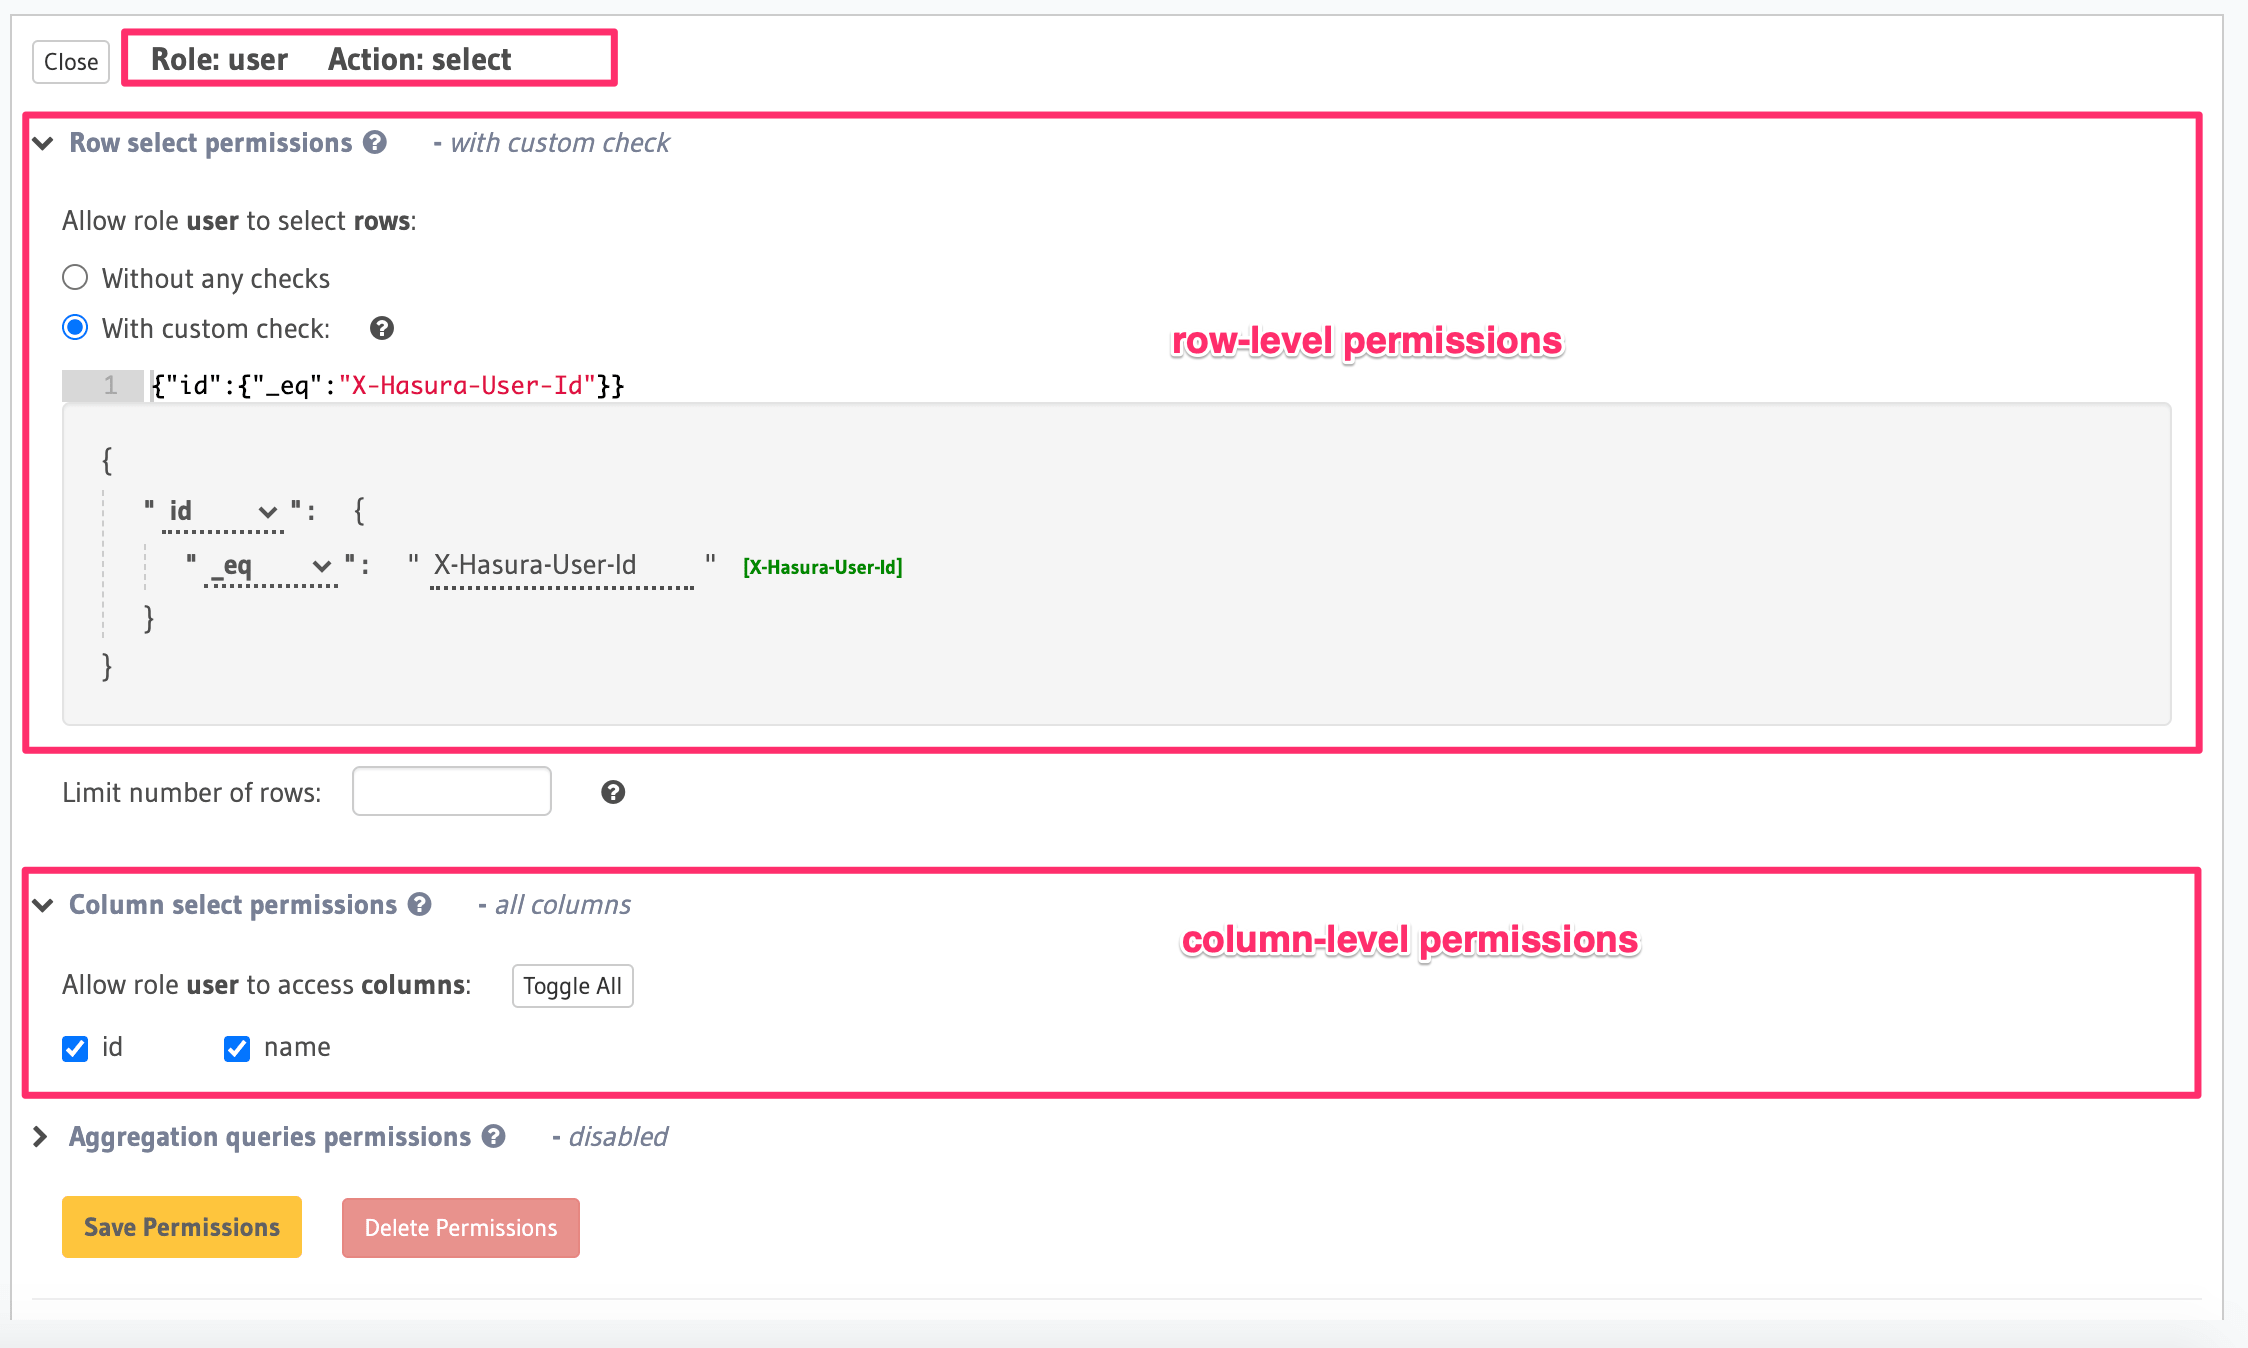 Close Role: user Action: select
Row select permissions ? - with custom check
Allow role user to select rows:
Without any checks
With custom check: ?
row-level permissions
1 {"id":{"_eq":"X-Hasura-User-Id"}}
{
" id ": {
" _eq ": " X-Hasura-User-Id " [X-Hasura-User-Id]
}
}
Limit number of rows: ?
Column select permissions ? - all columns
column-level permissions
Allow role user to access columns: Toggle All
id name
Aggregation queries permissions ? - disabled
Save Permissions Delete Permissions